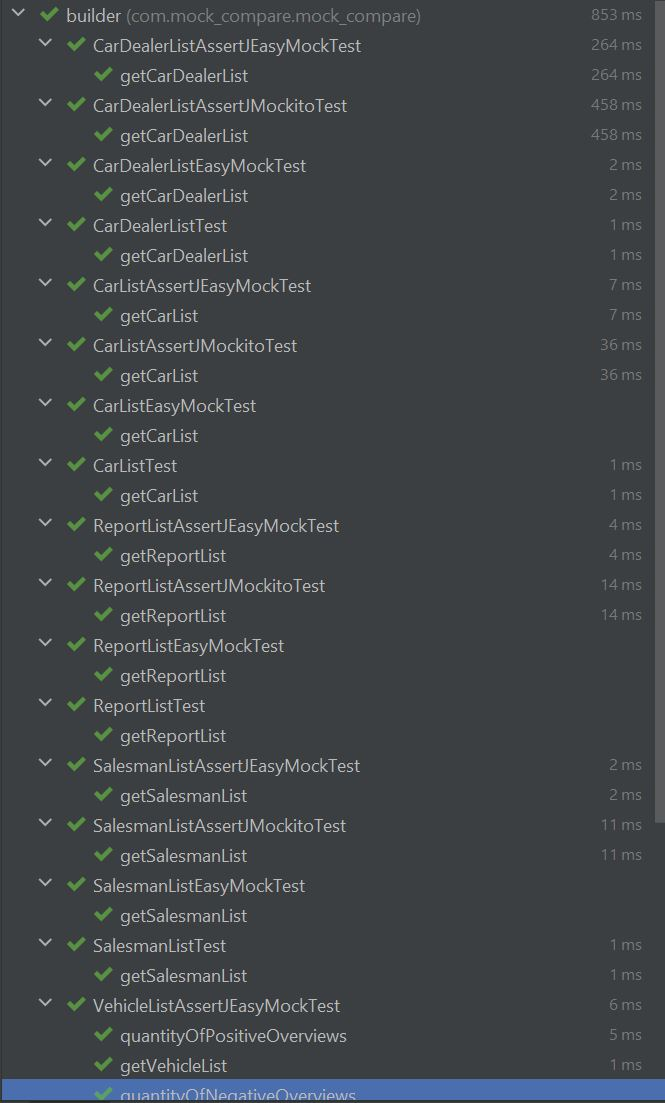 builder (com.mock_compare.mock_compare) 853 ms
CarDealerListAssertJEasyMockTest 264 ms
getCarDealerList 264 ms
CarDealerListAssertJMockitoTest 458 ms
getCarDealerList 458 ms
CarDealerListEasyMockTest 2 ms
getCarDealerList 2 ms
CarDealerListTest 1 ms
getCarDealerList 1 ms
CarListAssertJEasyMockTest 7 ms
getCarList 7 ms
CarListAssertJMockitoTest 36 ms
getCarList 36 ms
CarListEasyMockTest
getCarList
CarListTest 1 ms
getCarList 1 ms
ReportListAssertJEasyMockTest 4 ms
getReportList 4 ms
ReportListAssertJMockitoTest 14 ms
getReportList 14 ms
ReportListEasyMockTest
getReportList
ReportListTest
getReportList
SalesmanListAssertJEasyMockTest 2 ms
getSalesmanList 2 ms
SalesmanListAssertJMockitoTest 11 ms
getSalesmanList 11 ms
SalesmanListEasyMockTest
getSalesmanList
SalesmanListTest 1 ms
getSalesmanList 1 ms
VehicleListAssertJEasyMockTest 6 ms
quantityOfPositiveOverviews 5 ms
getVehicleList 1 ms
quantityOfNegativeOverviews